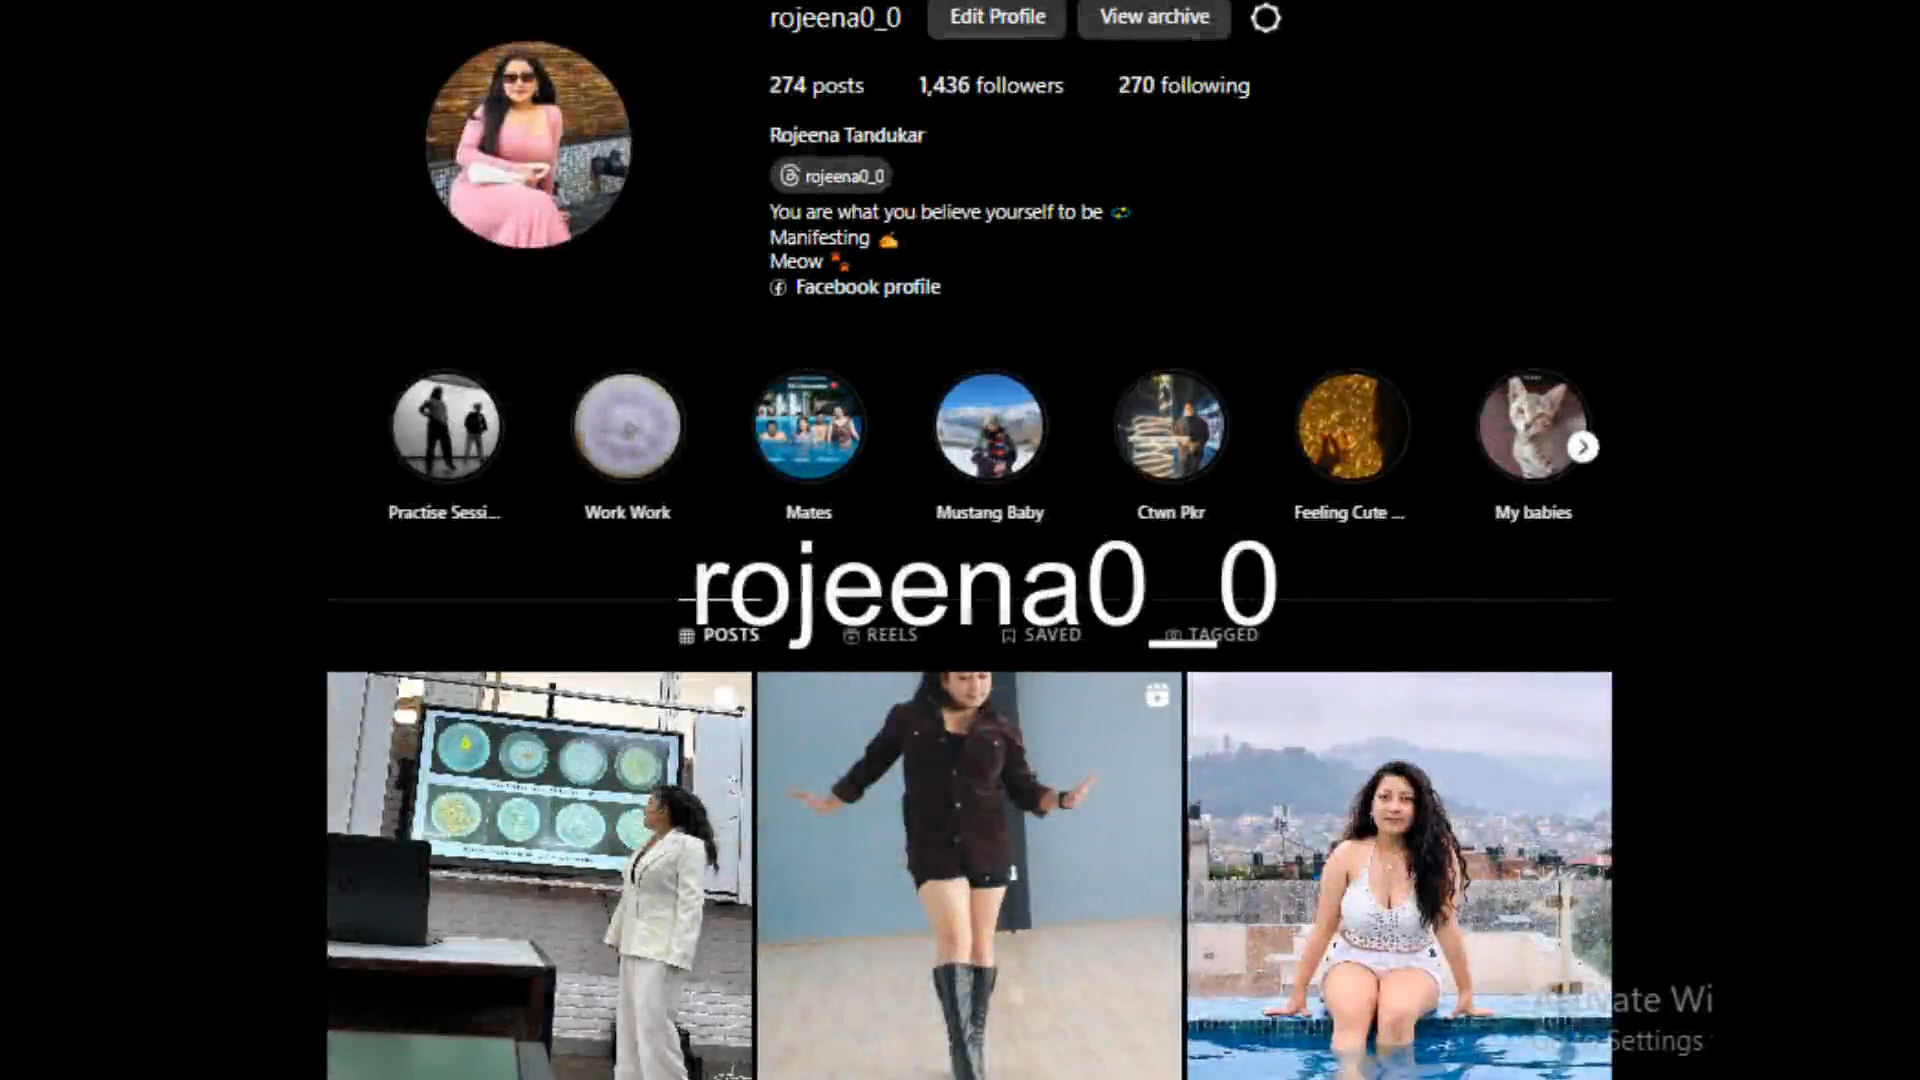 rojeena0_0 Edit Profile View archive
274 posts 1,436 followers 270 following
Rojeena Tandukar
rojeena0_0
You are what you believe yourself to be
Manifesting
Meow
Facebook profile
Practise Sessi... Work Work Mates Mustang Baby Ctwn Pkr Feeling Cute ... My babies
rojeena0_0
POSTS REELS SAVED TAGGED
Settings